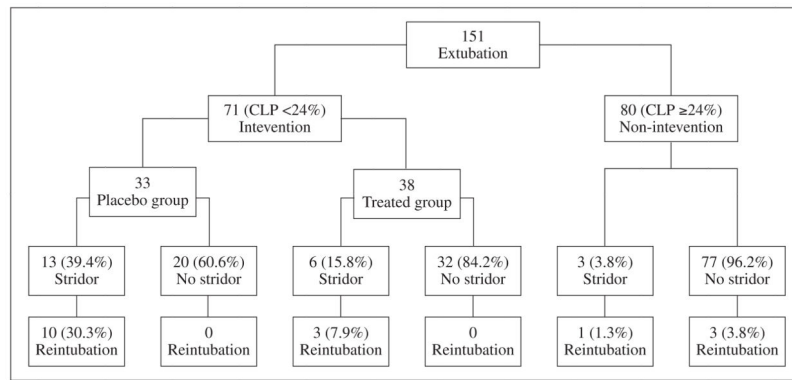 151
Extubation
71 (CLP <24%)
Intevention
80 (CLP ≥24%)
Non-intevention
33
Placebo group
38
Treated group
13 (39.4%)
Stridor
20 (60.6%)
No stridor
6 (15.8%)
Stridor
32 (84.2%)
No stridor
3 (3.8%)
Stridor
77 (96.2%)
No stridor
10 (30.3%)
Reintubation
0
Reintubation
3 (7.9%)
Reintubation
0
Reintubation
1 (1.3%)
Reintubation
3 (3.8%)
Reintubation